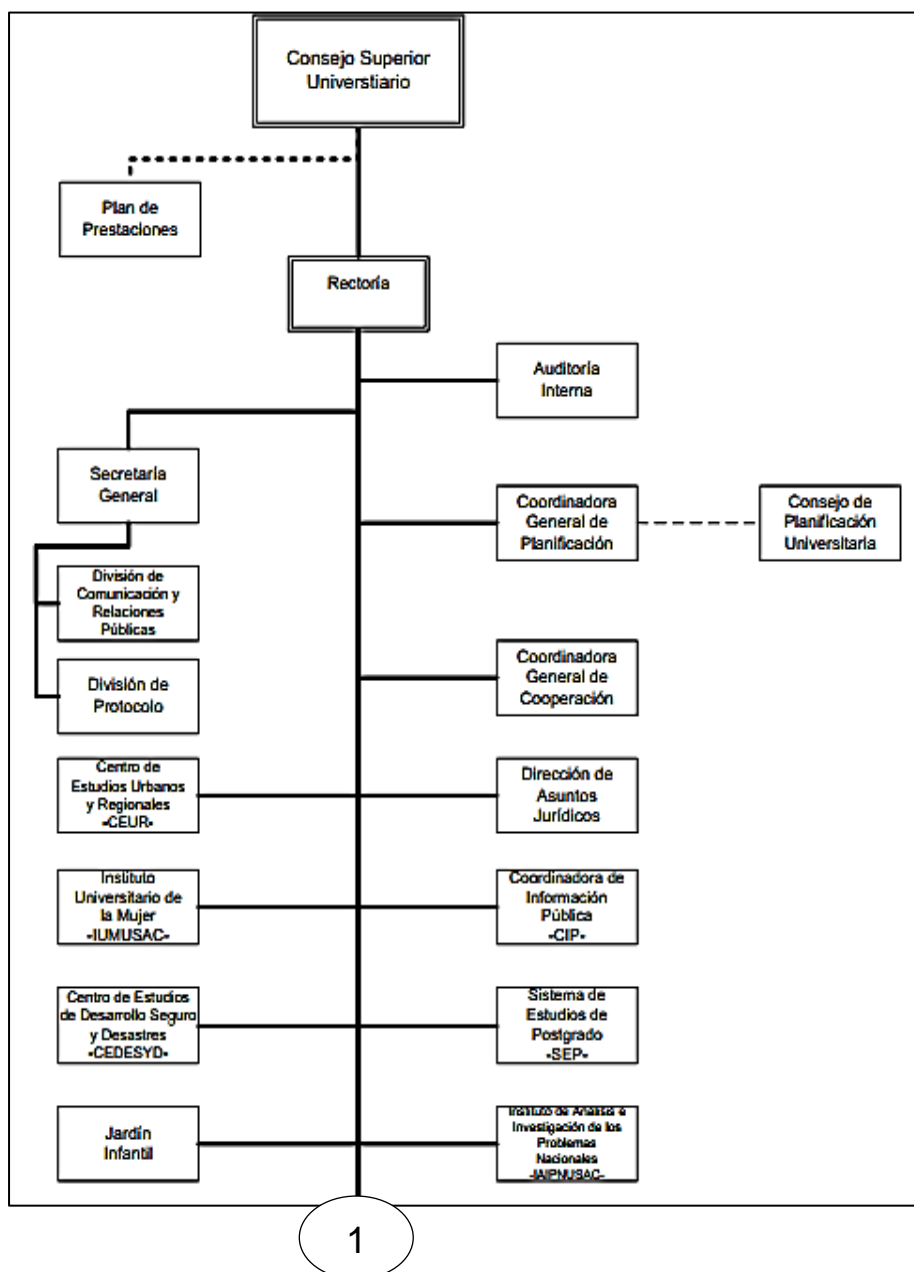 Consejo Superior
Universtiario
Plan de
Prestaciones
Rectoría
Auditoría
Interna
Secretaría
General
Coordinadora
General de
Planificación
Consejo de
Planificación
Universitaria
División de
Comunicación y
Relaciones
Públicas
Coordinadora
General de
Cooperación
División de
Protocolo
Centro de
Estudios Urbanos
y Regionales
-CEUR-
Dirección de
Asuntos
Jurídicos
Instituto
Universitario de
la Mujer
-IUMUSAC-
Coordinadora de
Información
Pública
-CIP-
Centro de Estudios
de Desarrollo Seguro
y Desastres
-CEDESYD-
Sistema de
Estudios de
Postgrado
-SEP-
Jardín
Infantil
Instituto de Análisis e
Investigación de los
Problemas
Nacionales
-IAIPNUSAC-
1